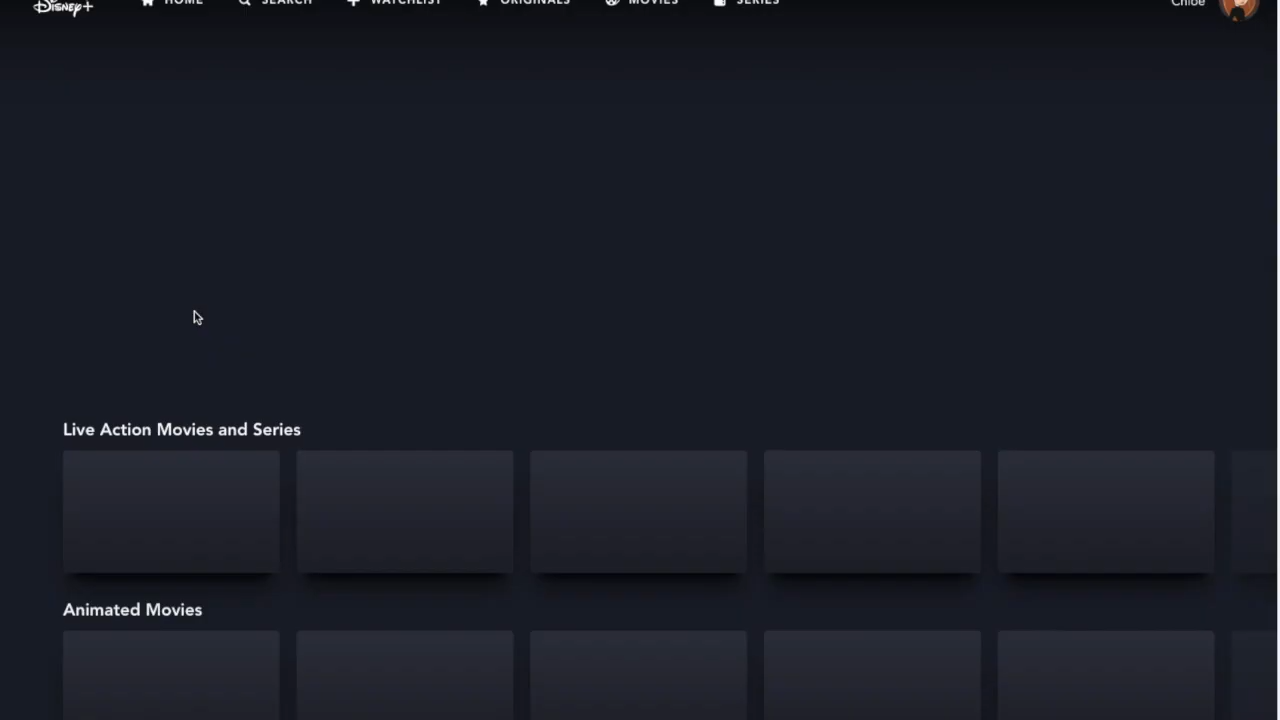 Disney+ HOME SEARCH WATCHLIST ORIGINALS MOVIES SERIES Chloe
Live Action Movies and Series
Animated Movies